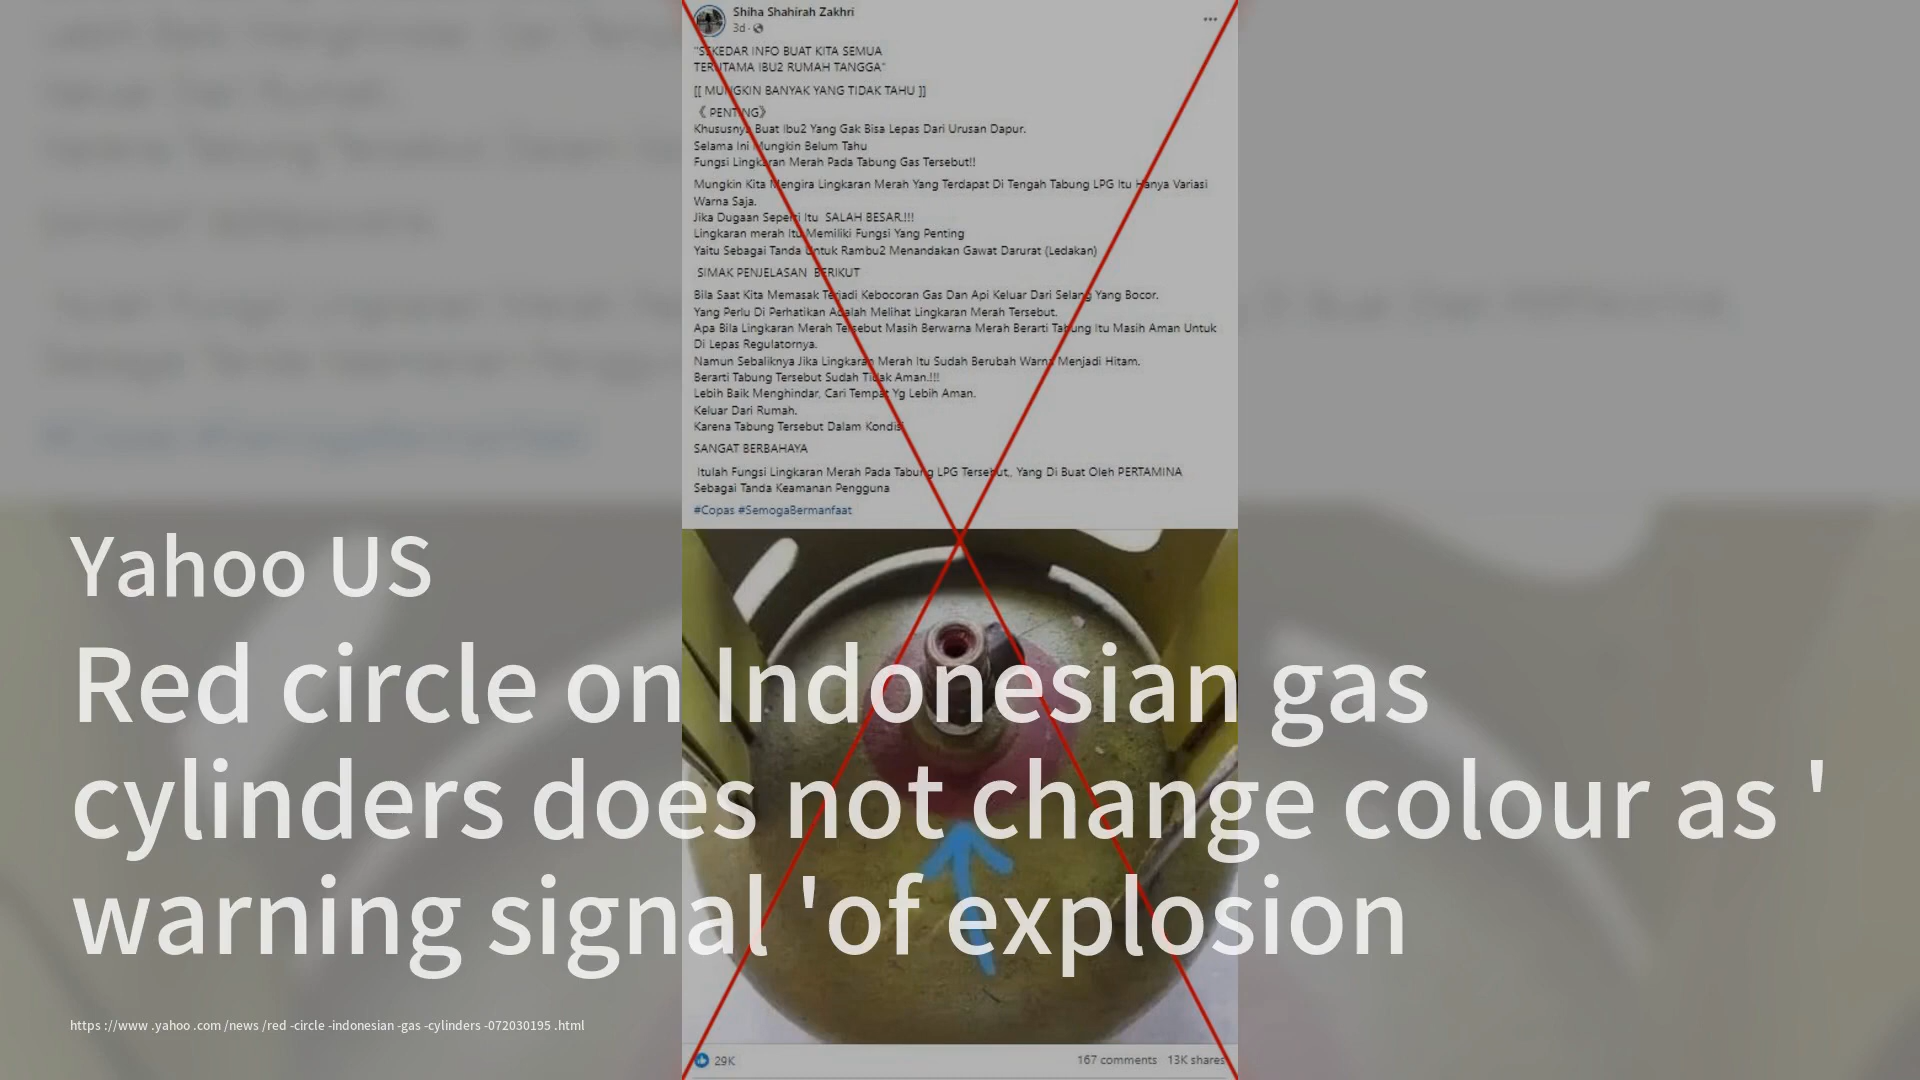 Shiha Shahirah Zakhri
3d
"SEKEDAR INFO BUAT KITA SEMUA
TERUTAMA IBU2 RUMAH TANGGA"
[[ MUNGKIN BANYAK YANG TIDAK TAHU ]]
《 PENTING》
Khususnya Buat Ibu2 Yang Gak Bisa Lepas Dari Urusan Dapur.
Selama Ini Mungkin Belum Tahu
Fungsi Lingkaran Merah Pada Tabung Gas Tersebut!!
Mungkin Kita Mengira Lingkaran Merah Yang Terdapat Di Tengah Tabung LPG Itu Hanya Variasi
Warna Saja.
Jika Dugaan Seperti Itu SALAH BESAR.!!!
Lingkaran merah Itu Memiliki Fungsi Yang Penting
Yaitu Sebagai Tanda Untuk Rambu2 Menandakan Gawat Darurat (Ledakan)
SIMAK PENJELASAN BERIKUT
Bila Saat Kita Memasak Terjadi Kebocoran Gas Dan Api Keluar Dari Selang Yang Bocor.
Yang Perlu Di Perhatikan Adalah Melihat Lingkaran Merah Tersebut.
Apa Bila Lingkaran Merah Tersebut Masih Berwarna Merah Berarti Tabung Itu Masih Aman Untuk
Di Lepas Regulatornya.
Namun Sebaliknya Jika Lingkaran Merah Itu Sudah Berubah Warna Menjadi Hitam.
Berarti Tabung Tersebut Sudah Tidak Aman.!!!
Lebih Baik Menghindar, Cari Tempat Yg Lebih Aman.
Keluar Dari Rumah.
Karena Tabung Tersebut Dalam Kondisi
SANGAT BERBAHAYA
Itulah Fungsi Lingkaran Merah Pada Tabung LPG Tersebut,, Yang Di Buat Oleh PERTAMINA
Sebagai Tanda Keamanan Pengguna
#Copas #SemogaBermanfaat
Yahoo US
Red circle on Indonesian gas
cylinders does not change colour as '
warning signal 'of explosion
https ://www .yahoo .com /news /red -circle -indonesian -gas -cylinders -072030195 .html
29K
167 comments 13K shares